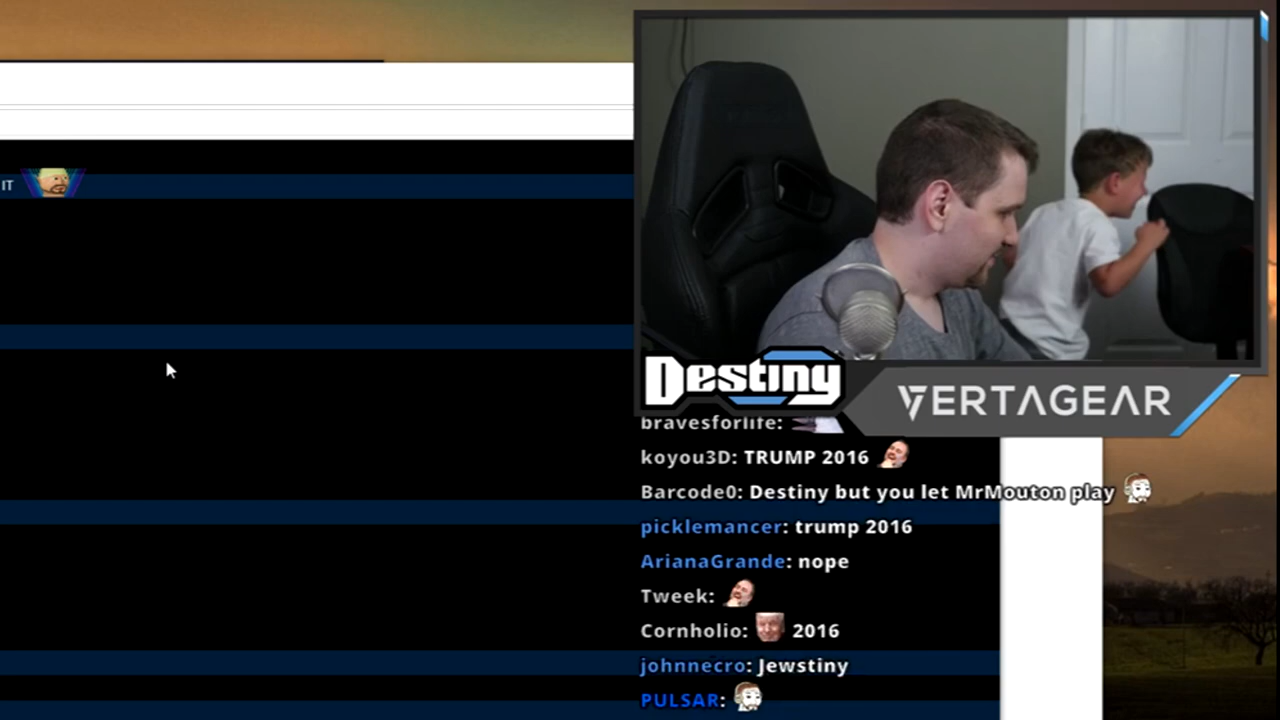 IT
Destiny
VERTAGEAR
bravesforlife:
koyou3D: TRUMP 2016
Barcode0: Destiny but you let MrMouton play
picklemancer: trump 2016
ArianaGrande: nope
Tweek:
Cornholio: 2016
johnnecro: Jewstiny
PULSAR: